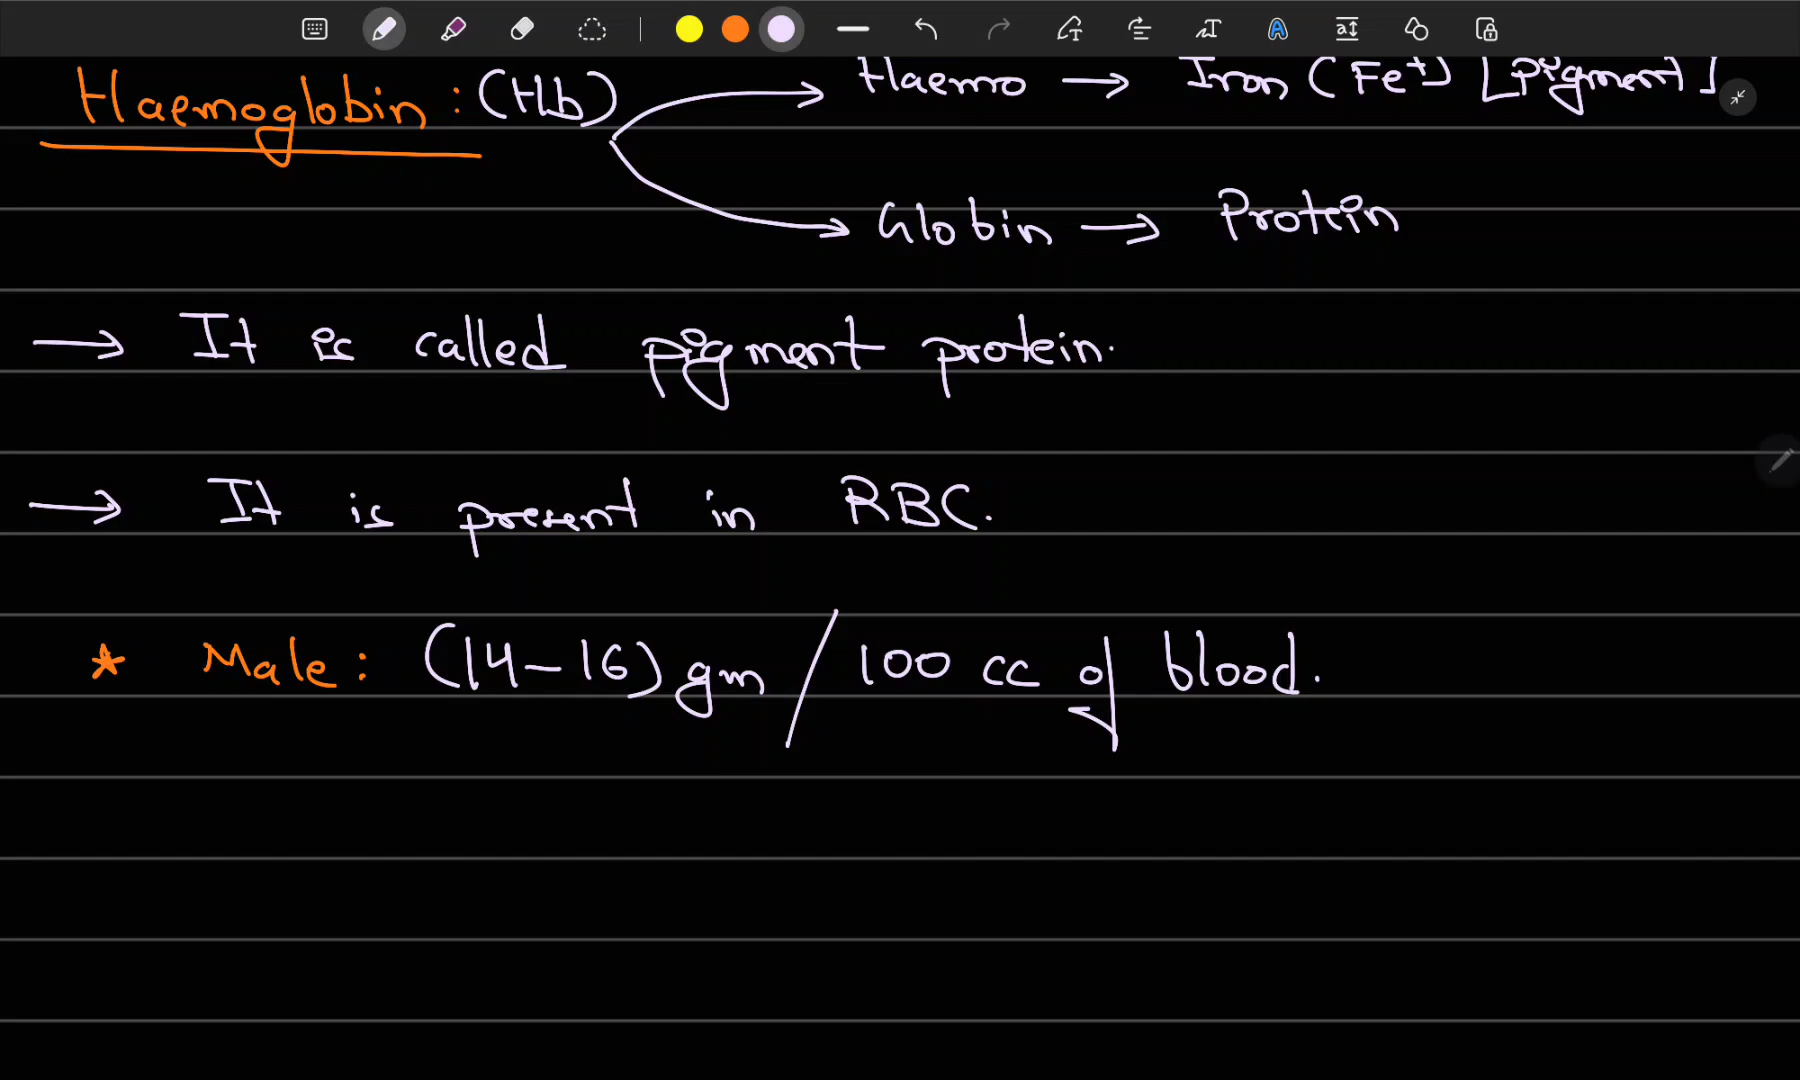 Haemoglobin : (Hb) → Haemo → Iron (Fe+) [Pigment]
→ Globin → Protein
→ It is called pigment protein.
→ It is present in RBC.
* Male: (14-16) gm / 100 cc of blood.